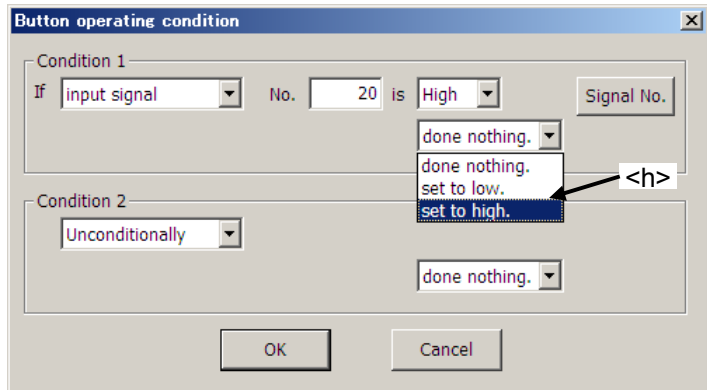 Button operating condition
Condition 1
If input signal No. 20 is High Signal No.
done nothing.
done nothing.
set to low.
<h>
set to high.
Condition 2
Unconditionally
done nothing.
OK Cancel